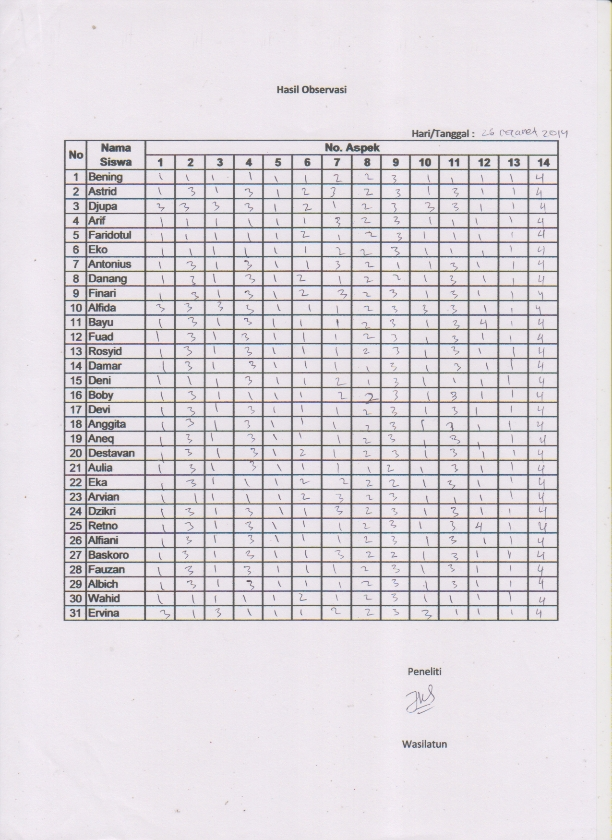 Hasil Observasi
Hari/Tanggal : 26 Maret 2014
No Nama Siswa No. Aspek
1 2 3 4 5 6 7 8 9 10 11 12 13 14
1 Bening 1 1 1 1 1 1 2 2 3 1 1 1 1 4
2 Astrid 1 3 1 3 1 2 3 2 3 1 3 1 1 4
3 Djupa 3 3 3 3 1 2 1 2 3 3 3 1 1 4
4 Arif 1 1 1 1 1 1 3 2 3 1 1 1 1 4
5 Faridotul 1 1 1 1 1 2 1 2 3 1 1 1 1 4
6 Eko 1 1 1 1 1 1 2 2 3 1 1 1 1 4
7 Antonius 1 3 1 3 1 1 3 2 1 1 3 1 1 4
8 Danang 1 3 1 3 1 2 1 2 2 1 3 1 1 4
9 Finari 1 3 1 3 1 2 3 2 3 1 3 1 1 4
10 Alfida 3 3 3 3 1 1 1 2 3 3 3 1 1 4
11 Bayu 1 3 1 3 1 1 1 2 3 1 3 4 1 4
12 Fuad 1 3 1 3 1 1 1 2 3 1 3 1 1 4
13 Rosyid 1 3 1 3 1 1 1 2 3 1 3 1 1 4
14 Damar 1 3 1 3 1 1 1 1 3 1 3 1 1 4
15 Deni 1 1 1 3 1 1 2 1 3 1 1 1 1 4
16 Boby 1 3 1 1 1 1 2 2 3 1 3 1 1 4
17 Devi 1 3 1 3 1 1 1 2 3 1 3 1 1 4
18 Anggita 1 3 1 3 1 1 1 2 3 1 3 1 1 4
19 Aneq 1 3 1 3 1 1 1 2 3 1 3 1 1 4
20 Destavan 1 3 1 3 1 2 1 2 3 1 3 1 1 4
21 Aulia 1 3 1 3 1 1 1 1 2 1 3 1 1 4
22 Eka 1 3 1 1 1 2 2 2 2 1 3 1 1 4
23 Arvian 1 1 1 1 1 2 3 2 3 1 1 1 1 4
24 Dzikri 1 3 1 3 1 1 3 2 3 1 3 1 1 4
25 Retno 1 3 1 3 1 1 1 2 3 1 3 4 1 4
26 Alfiani 1 3 1 3 1 1 1 2 3 1 3 1 1 4
27 Baskoro 1 3 1 3 1 1 3 2 2 1 3 1 1 4
28 Fauzan 1 3 1 3 1 1 1 2 3 1 3 1 1 4
29 Albich 1 3 1 3 1 1 1 2 3 1 3 1 1 4
30 Wahid 1 1 1 1 1 2 1 2 3 1 1 1 1 4
31 Ervina 3 1 3 1 1 1 2 2 3 3 1 1 1 4
Peneliti
Wasilatun